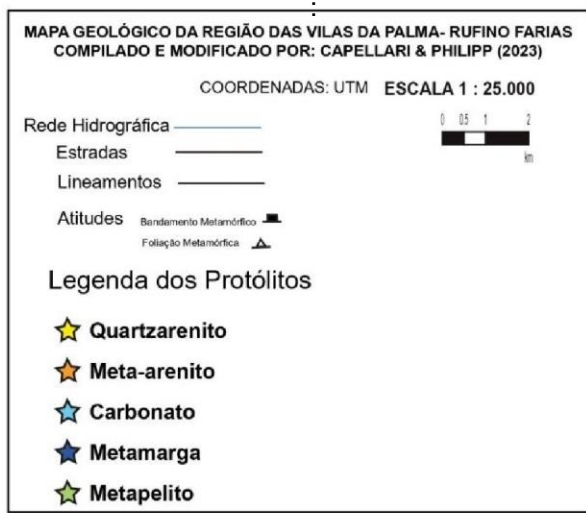 MAPA GEOLÓGICO DA REGIÃO DAS VILAS DA PALMA- RUFINO FARIAS
COMPILADO E MODIFICADO POR: CAPELLARI & PHILIPP (2023)
COORDENADAS: UTM ESCALA 1 : 25.000
0 0.5 1 2
km
Rede Hidrográfica
Estradas
Lineamentos
Atitudes Bandamento Metamórfico
Foliação Metamórfica
Legenda dos Protólitos
Quartzarenito
Meta-arenito
Carbonato
Metamarga
Metapelito